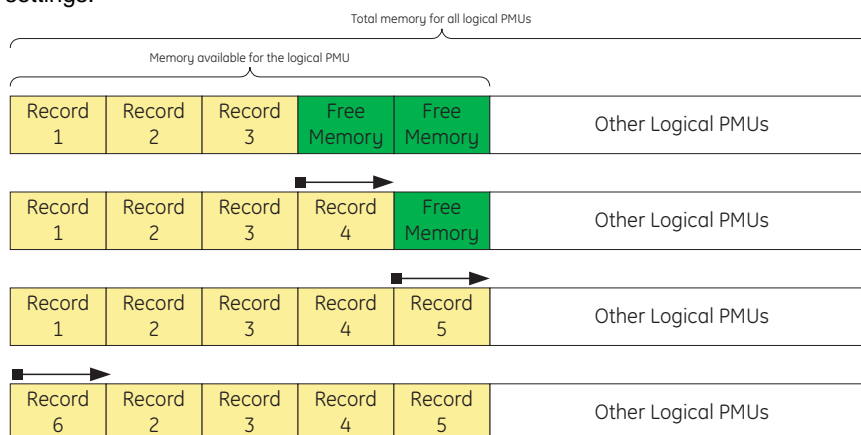 settings.
Total memory for all logical PMUs
Memory available for the logical PMU
Record 1 Record 2 Record 3 Free Memory Free Memory Other Logical PMUs
Record 1 Record 2 Record 3 Record 4 Free Memory Other Logical PMUs
Record 1 Record 2 Record 3 Record 4 Record 5 Other Logical PMUs
Record 6 Record 2 Record 3 Record 4 Record 5 Other Logical PMUs